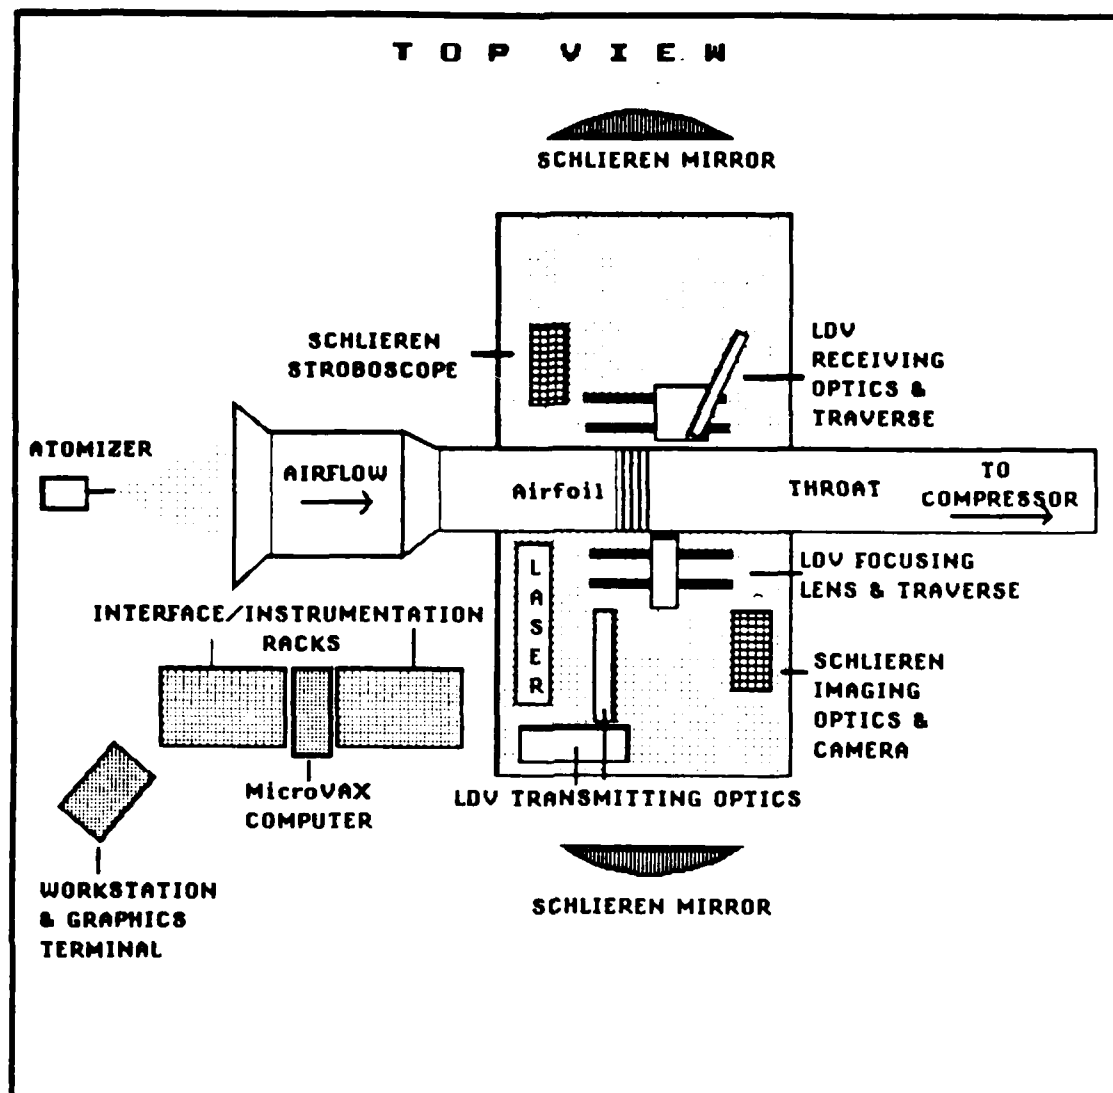 TOP VIEW
SCHLIEREN MIRROR
SCHLIEREN
STROBOSCOPE
LDV
RECEIVING
OPTICS &
TRAVERSE
ATOMIZER
AIRFLOW
Airfoil
THROAT
TO
COMPRESSOR
LASER
LDV FOCUSING
LENS & TRAVERSE
INTERFACE/INSTRUMENTATION
RACKS
SCHLIEREN
IMAGING
OPTICS &
CAMERA
MicroVAX
COMPUTER
LDV TRANSMITTING OPTICS
WORKSTATION
& GRAPHICS
TERMINAL
SCHLIEREN MIRROR